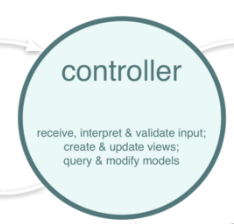 controller
receive, interpret & validate input;
create & update views;
query & modify models